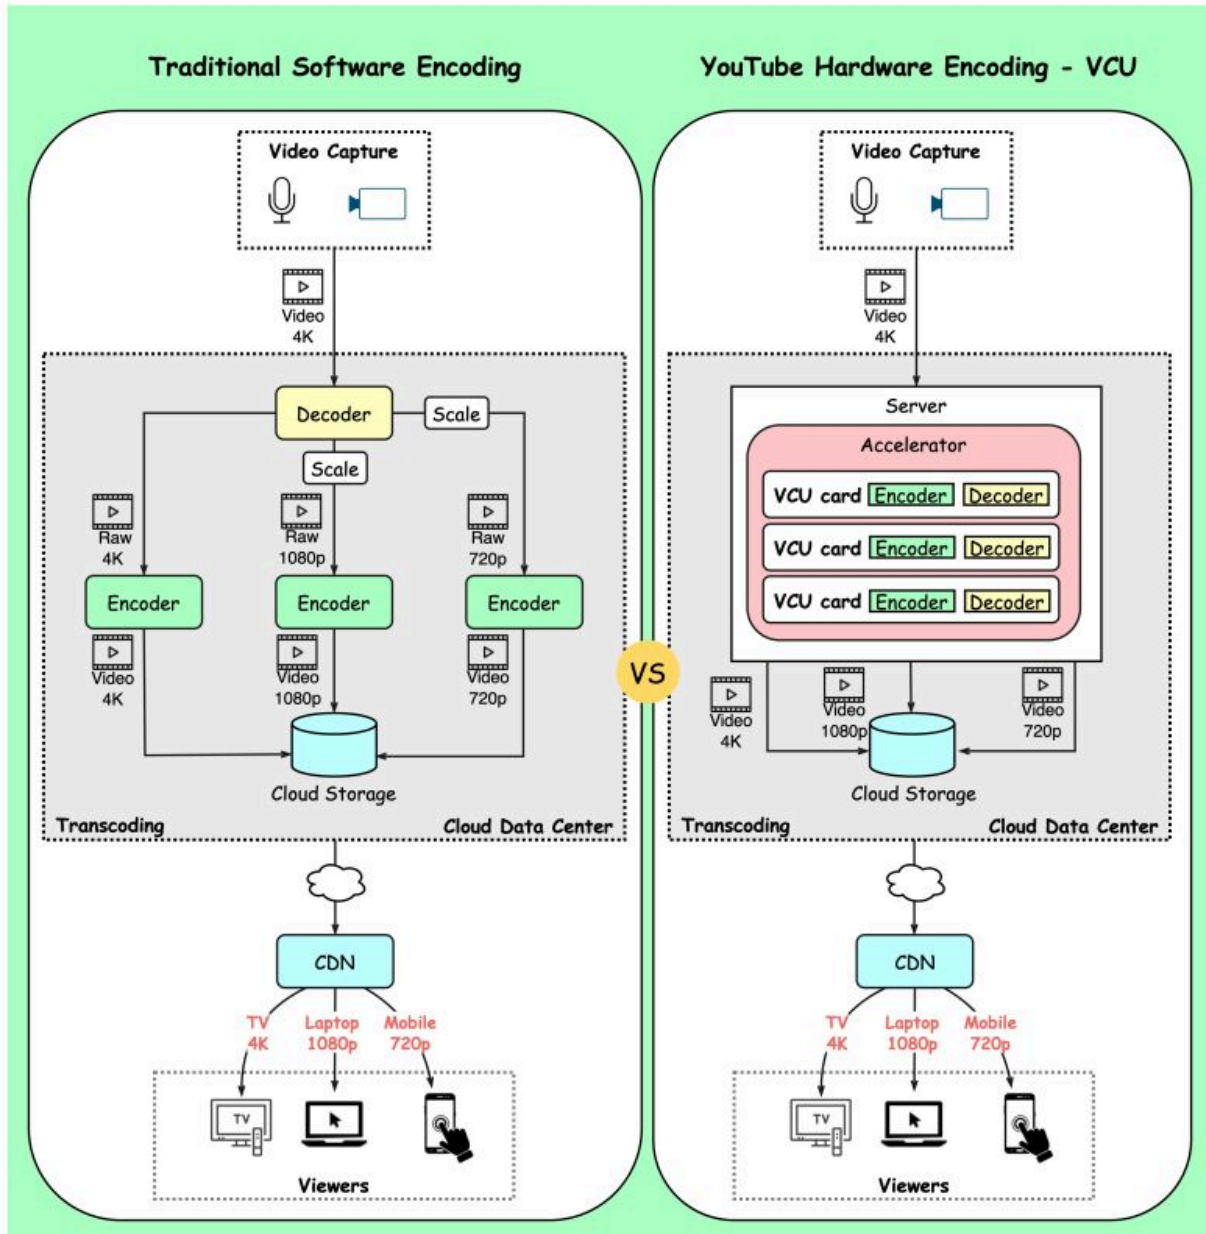 Traditional Software Encoding
Video Capture
Video
4K
Decoder
Scale
Scale
Raw
4K
Raw
1080p
Raw
720p
Encoder
Encoder
Encoder
Video
4K
Video
1080p
Video
720p
Cloud Storage
Transcoding
Cloud Data Center
CDN
TV
4K
Laptop
1080p
Mobile
720p
TV
Viewers
VS
YouTube Hardware Encoding - VCU
Video Capture
Video
4K
Server
Accelerator
VCU card Encoder Decoder
VCU card Encoder Decoder
VCU card Encoder Decoder
Video
4K
Video
1080p
Video
720p
Cloud Storage
Transcoding
Cloud Data Center
CDN
TV
4K
Laptop
1080p
Mobile
720p
TV
Viewers